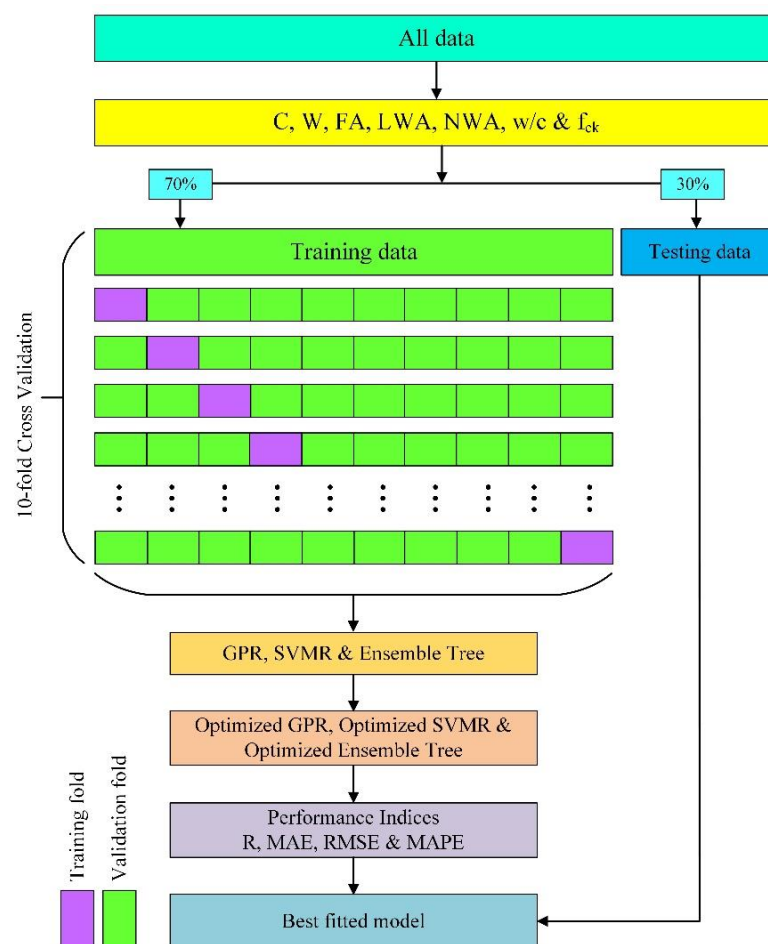 All data
C, W, FA, LWA, NWA, w/c & fck
70%
30%
Training data
Testing data
10-fold Cross Validation
GPR, SVMR & Ensemble Tree
Optimized GPR, Optimized SVMR &
Optimized Ensemble Tree
Performance Indices
R, MAE, RMSE & MAPE
Best fitted model
Training fold
Validation fold